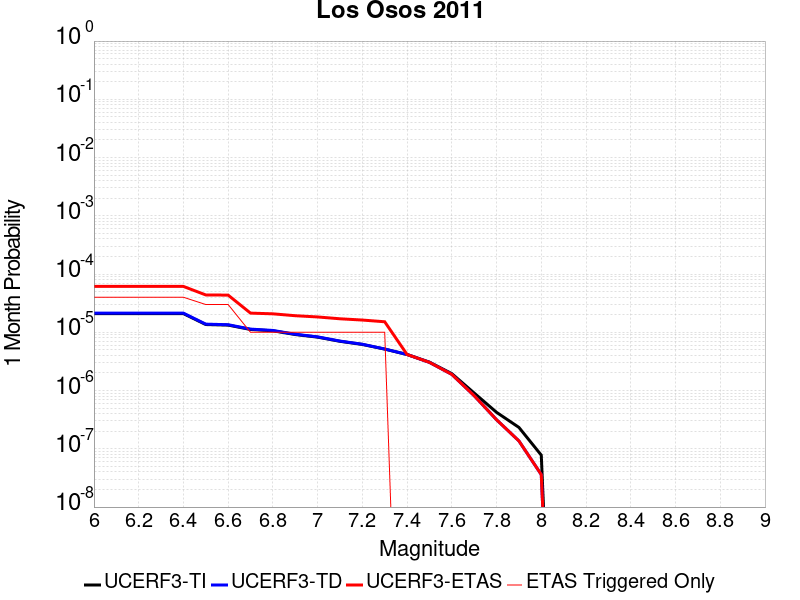 Los Osos 2011
1 Month Probability
10^0
10^-1
10^-2
10^-3
10^-4
10^-5
10^-6
10^-7
10^-8
6 6.2 6.4 6.6 6.8 7 7.2 7.4 7.6 7.8 8 8.2 8.4 8.6 8.8 9
Magnitude
UCERF3-TI UCERF3-TD UCERF3-ETAS ETAS Triggered Only